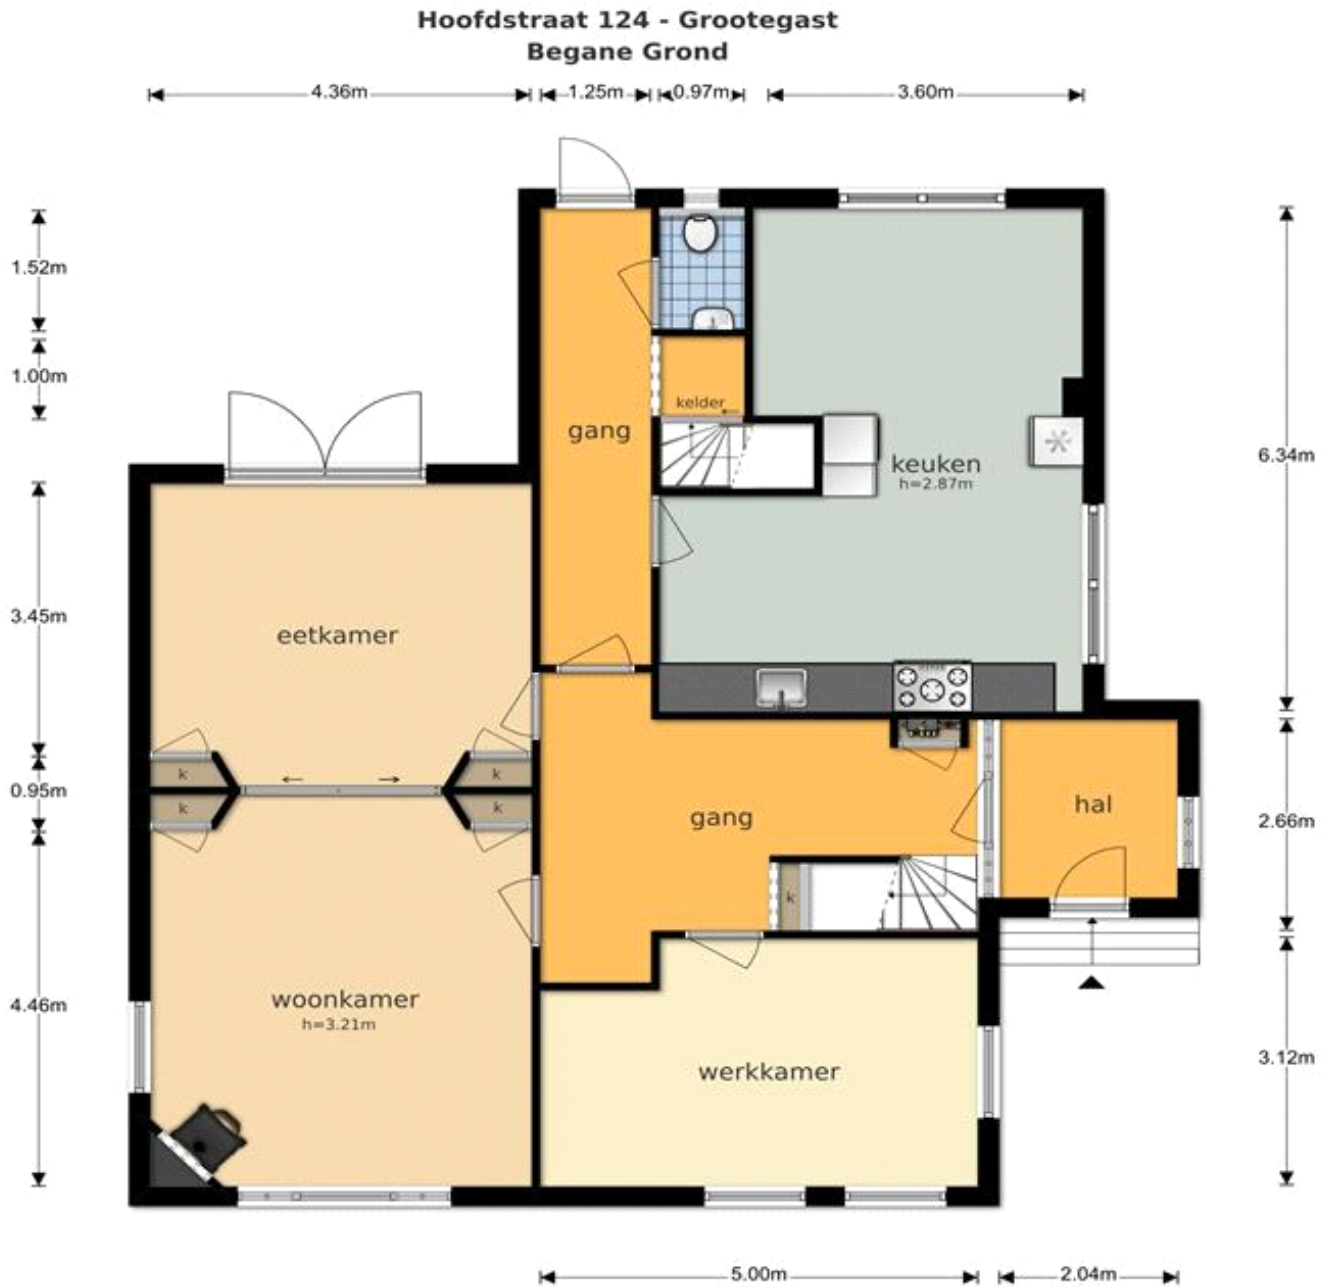 Hoofdstraat 124 - Grootegast
Begane Grond
4.36m
1.25m
0.97m
3.60m
1.52m
1.00m
kelder
gang
keuken
h=2.87m
6.34m
3.45m
eetkamer
k
k
0.95m
k
k
gang
hal
2.66m
k
4.46m
woonkamer
h=3.21m
werkkamer
3.12m
5.00m
2.04m